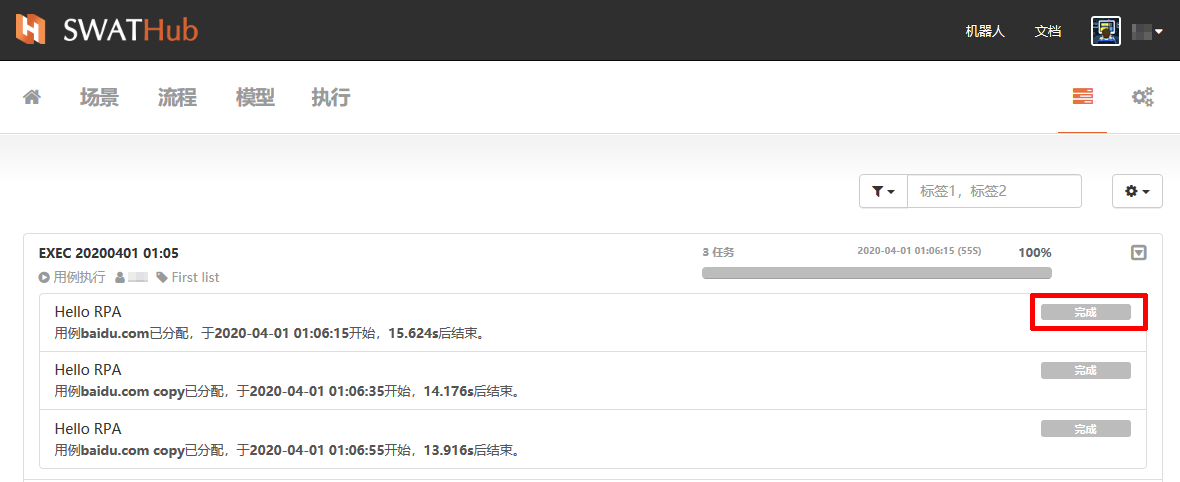 SWATHub
机器人 文档
场景 流程 模型 执行
标签1，标签2
EXEC 20200401 01:05
3 任务 2020-04-01 01:06:15 (55S) 100%
用例执行 First list
Hello RPA
完成
用例baidu.com已分配，于2020-04-01 01:06:15开始，15.624s后结束。
Hello RPA
完成
用例baidu.com copy已分配，于2020-04-01 01:06:35开始，14.176s后结束。
Hello RPA
完成
用例baidu.com copy已分配，于2020-04-01 01:06:55开始，13.916s后结束。